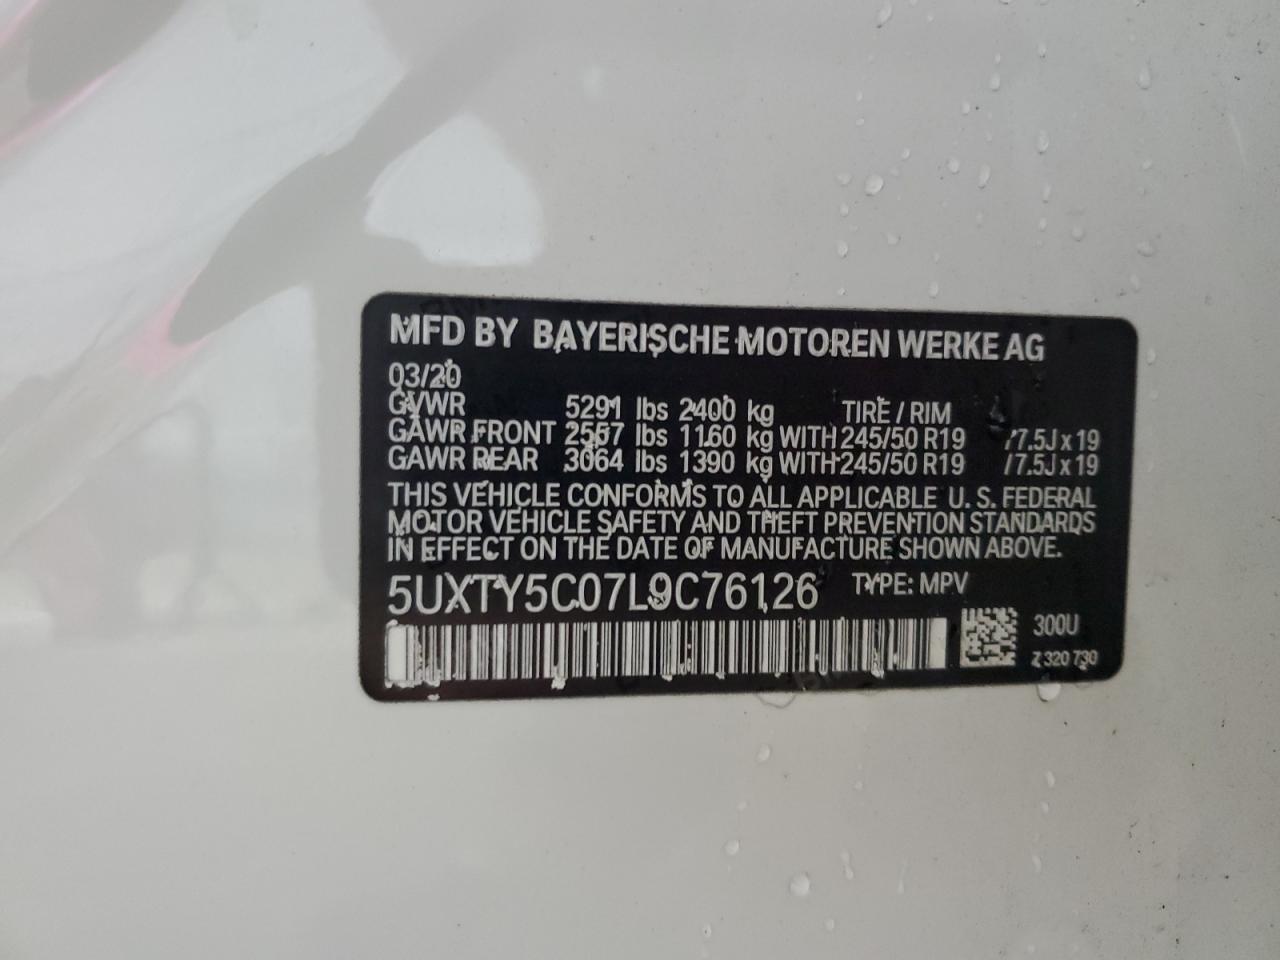 MFD BY BAYERISCHE MOTOREN WERKE AG
03/20
GVWR 5291 lbs 2400 kg TIRE / RIM
GAWR FRONT 2557 lbs 1160 kg WITH 245/50 R19 /7.5J x 19
GAWR REAR 3064 lbs 1390 kg WITH 245/50 R19 /7.5J x 19
THIS VEHICLE CONFORMS TO ALL APPLICABLE U. S. FEDERAL
MOTOR VEHICLE SAFETY AND THEFT PREVENTION STANDARDS
IN EFFECT ON THE DATE OF MANUFACTURE SHOWN ABOVE.
5UXTY5C07L9C76126 TYPE: MPV
300U
Z 320 730